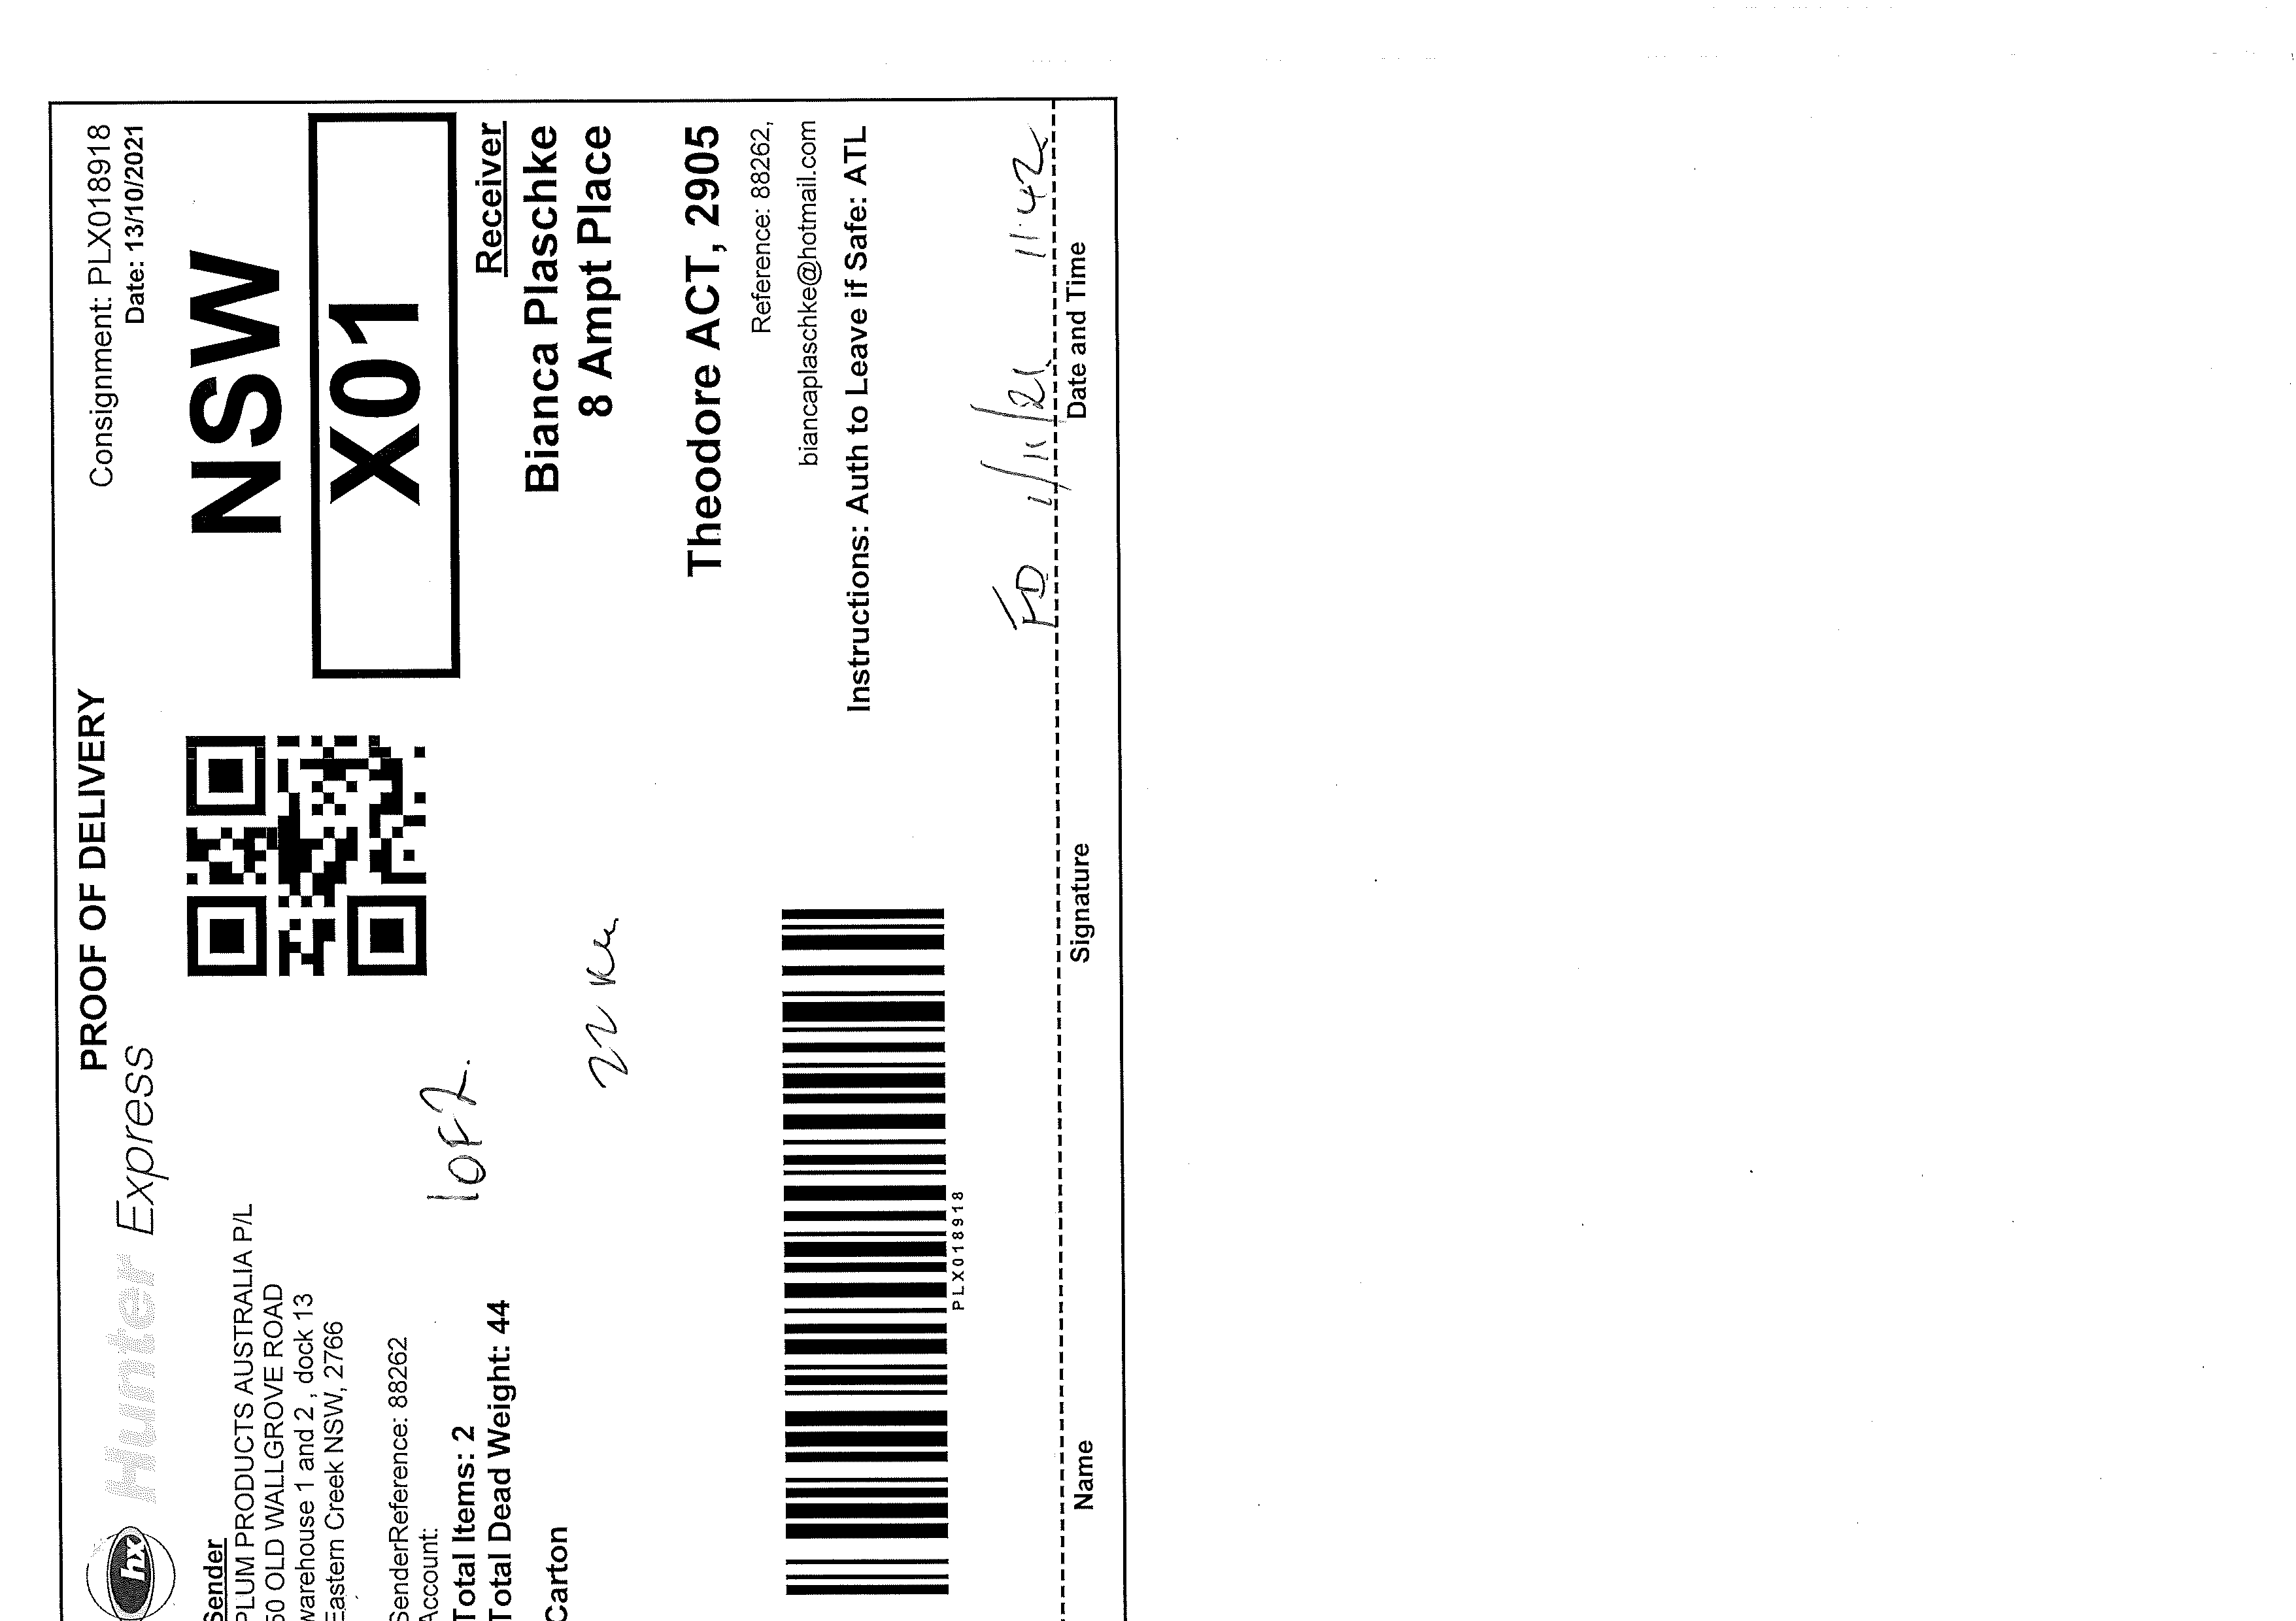 PROOF OF DELIVERY
hx Hunter Express
Consignment: PLX018918
Date: 13/10/2021
Sender
PLUM PRODUCTS AUSTRALIA P/L
50 OLD WALLGROVE ROAD
warehouse 1 and 2 , dock 13
Eastern Creek NSW, 2766
NSW
X01
SenderReference: 88262
Account:
Total Items: 2
Total Dead Weight: 44
Carton
1 OF 2.
22
Receiver
Bianca Plaschke
8 Ampt Place
Theodore ACT, 2905
Reference: 88262,
biancaplaschke@hotmail.com
Instructions: Auth to Leave if Safe: ATL
PLX018918
FD 11:42
Name
Signature
Date and Time